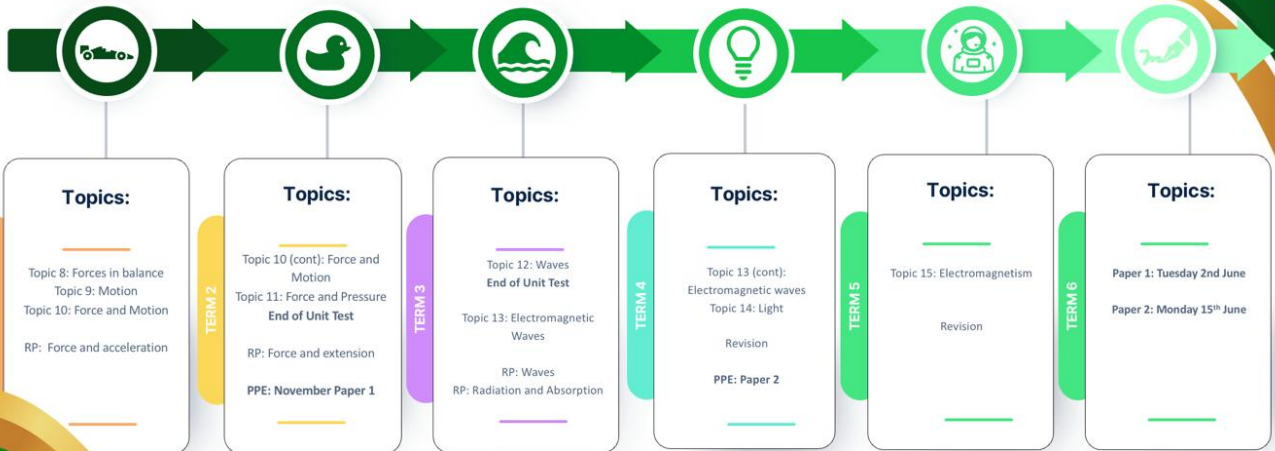 Topics:
Topic 8: Forces in balance
Topic 9: Motion
Topic 10: Force and Motion
RP: Force and acceleration
TERM 2
Topics:
Topic 10 (cont): Force and
Motion
Topic 11: Force and Pressure
End of Unit Test
RP: Force and extension
PPE: November Paper 1
TERM 3
Topics:
Topic 12: Waves
End of Unit Test
Topic 13: Electromagnetic
Waves
RP: Waves
RP: Radiation and Absorption
TERM 4
Topics:
Topic 13 (cont):
Electromagnetic waves
Topic 14: Light
Revision
PPE: Paper 2
TERM 5
Topics:
Topic 15: Electromagnetism
Revision
TERM 6
Topics:
Paper 1: Tuesday 2nd June
Paper 2: Monday 15th June